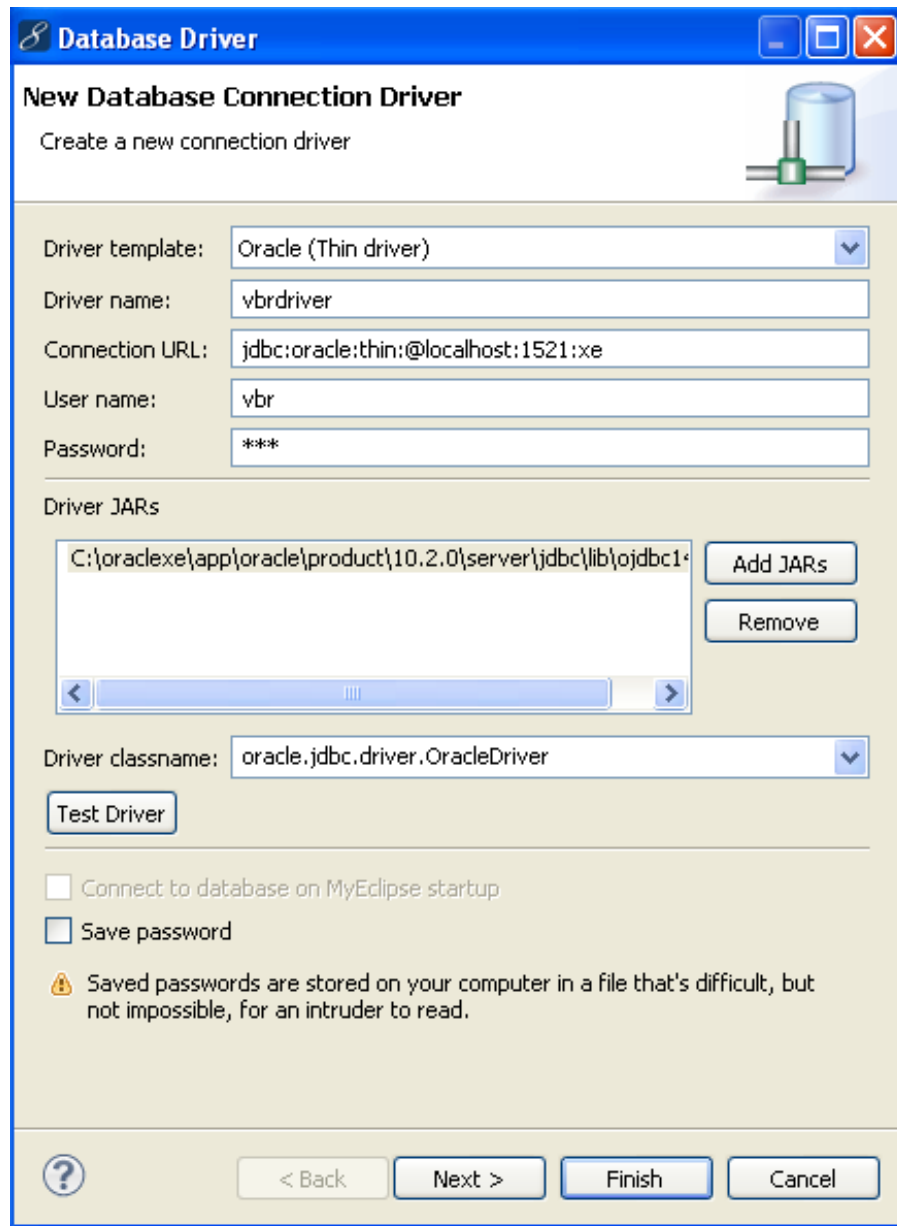 Database Driver
New Database Connection Driver
Create a new connection driver
Driver template: Oracle (Thin driver)
Driver name: vbrdriver
Connection URL: jdbc:oracle:thin:@localhost:1521:xe
User name: vbr
Password: ***
Driver JARs
C:\oraclexe\app\oracle\product\10.2.0\server\jdbc\lib\ojdbc14
Add JARs
Remove
Driver classname: oracle.jdbc.driver.OracleDriver
Test Driver
Connect to database on MyEclipse startup
Save password
Saved passwords are stored on your computer in a file that's difficult, but
not impossible, for an intruder to read.
? < Back Next > Finish Cancel